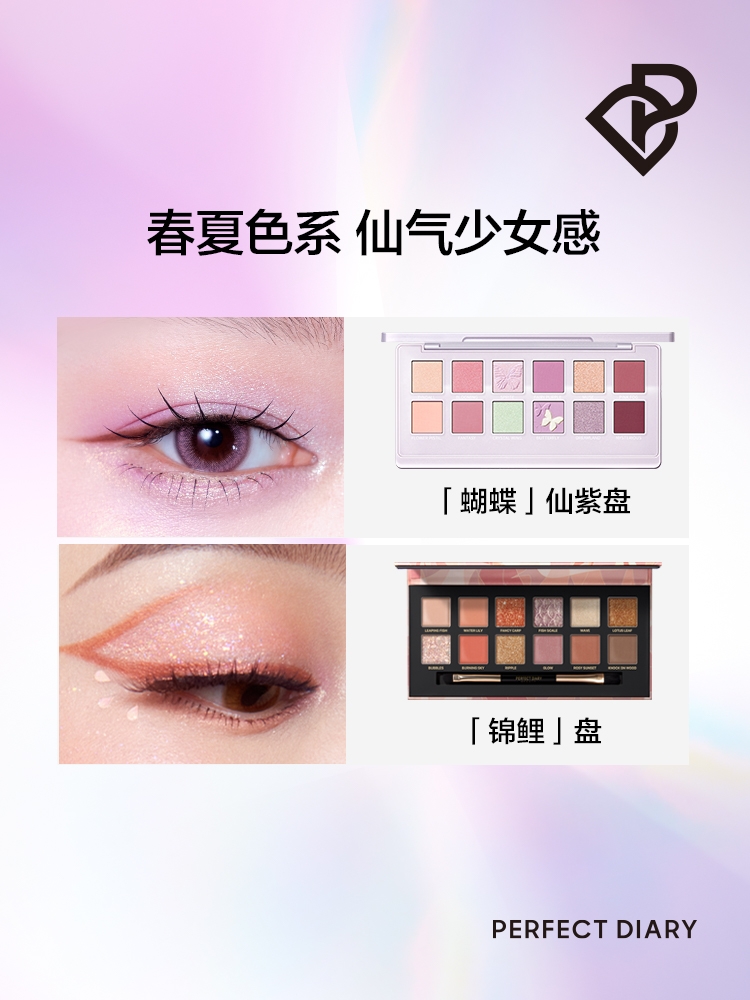 春夏色系 仙气少女感
「蝴蝶」仙紫盘
LEAPING FISH
WATER LILY
FANCY CARP
FISH SCALE
WAVE
LOTUS LEAF
BUBBLES
BURNING SKY
RIPPLE
GLOW
ROSY SUNSET
KNOCK ON WOOD
PERFECT DIARY
「锦鲤」盘
PERFECT DIARY